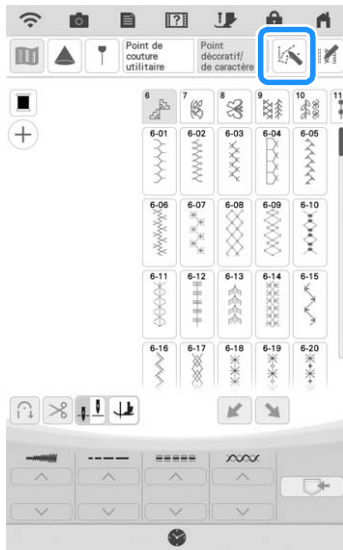 Point de
couture
utilitaire
Point
décoratif/
de caractère
6 7 8 9 10 11
6-01 6-02 6-03 6-04 6-05
6-06 6-07 6-08 6-09 6-10
6-11 6-12 6-13 6-14 6-15
6-16 6-17 6-18 6-19 6-20